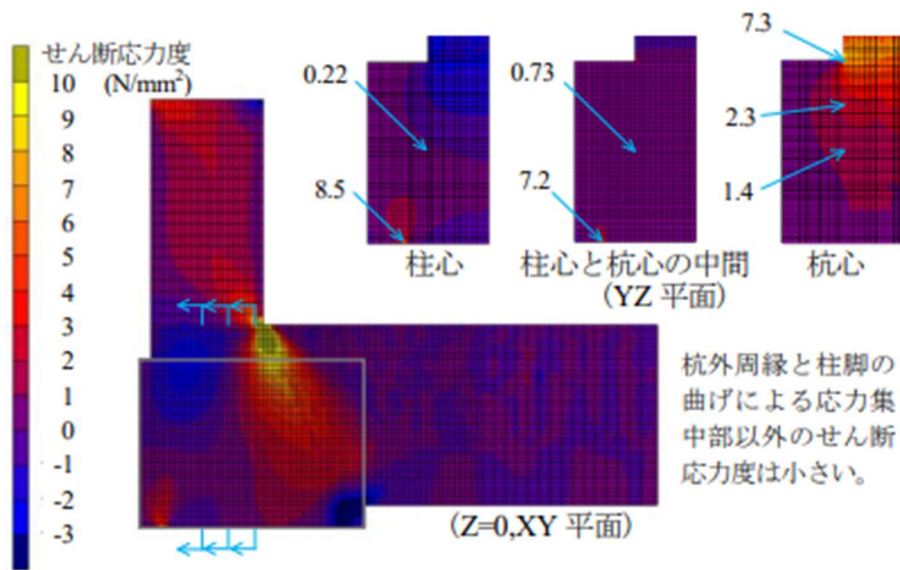 せん断応力度
(N/mm²)
10
9
8
7
6
5
4
3
2
1
0
-1
-2
-3
0.22
8.5
柱心
0.73
7.2
柱心と杭心の中間
(YZ 平面)
7.3
2.3
1.4
杭心
杭外周縁と柱脚の
曲げによる応力集
中部以外のせん断
応力度は小さい。
(Z=0,XY 平面)